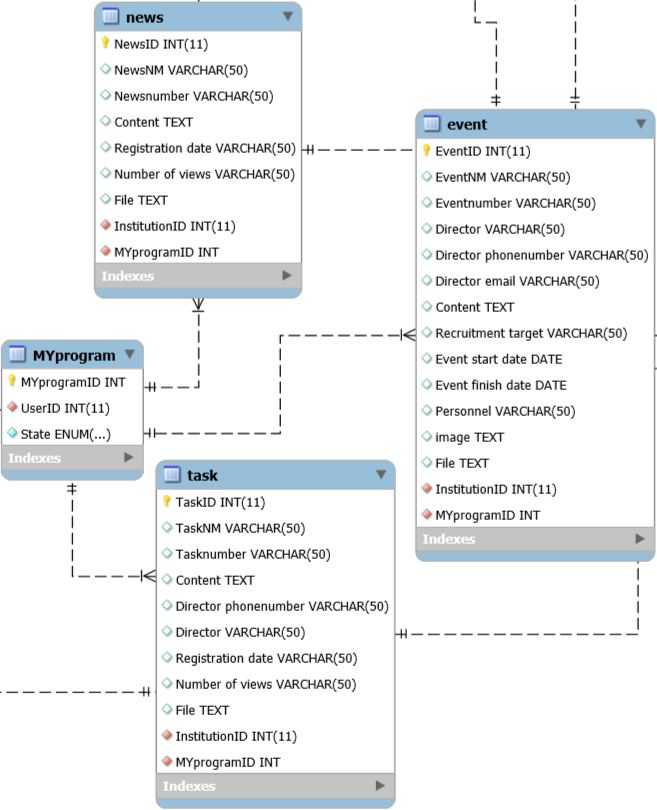 news
NewsID INT(11)
NewsNM VARCHAR(50)
Newsnumber VARCHAR(50)
Content TEXT
Registration date VARCHAR(50)
Number of views VARCHAR(50)
File TEXT
InstitutionID INT(11)
MYprogramID INT
Indexes
event
EventID INT(11)
EventNM VARCHAR(50)
Eventnumber VARCHAR(50)
Director VARCHAR(50)
Director phonenumber VARCHAR(50)
Director email VARCHAR(50)
Content TEXT
Recruitment target VARCHAR(50)
Event start date DATE
Event finish date DATE
Personnel VARCHAR(50)
image TEXT
File TEXT
InstitutionID INT(11)
MYprogramID INT
Indexes
MYprogram
MYprogramID INT
UserID INT(11)
State ENUM(...)
Indexes
task
TaskID INT(11)
TaskNM VARCHAR(50)
Tasknumber VARCHAR(50)
Content TEXT
Director phonenumber VARCHAR(50)
Director VARCHAR(50)
Registration date VARCHAR(50)
Number of views VARCHAR(50)
File TEXT
InstitutionID INT(11)
MYprogramID INT
Indexes